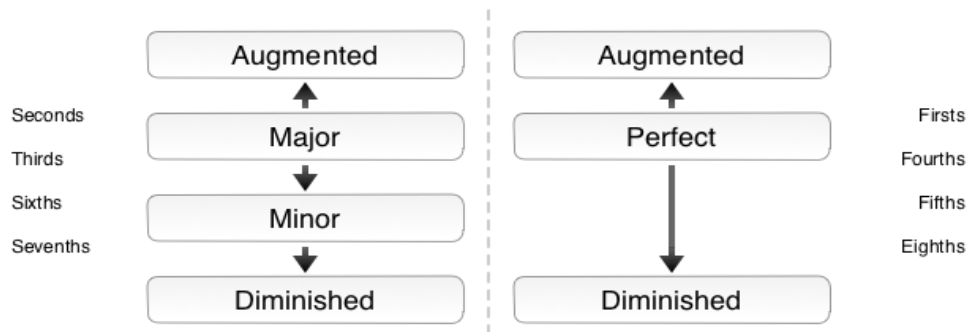 Augmented
Augmented
Seconds
Major
Perfect
Firsts
Thirds
Fourths
Sixths
Minor
Fifths
Sevenths
Eighths
Diminished
Diminished